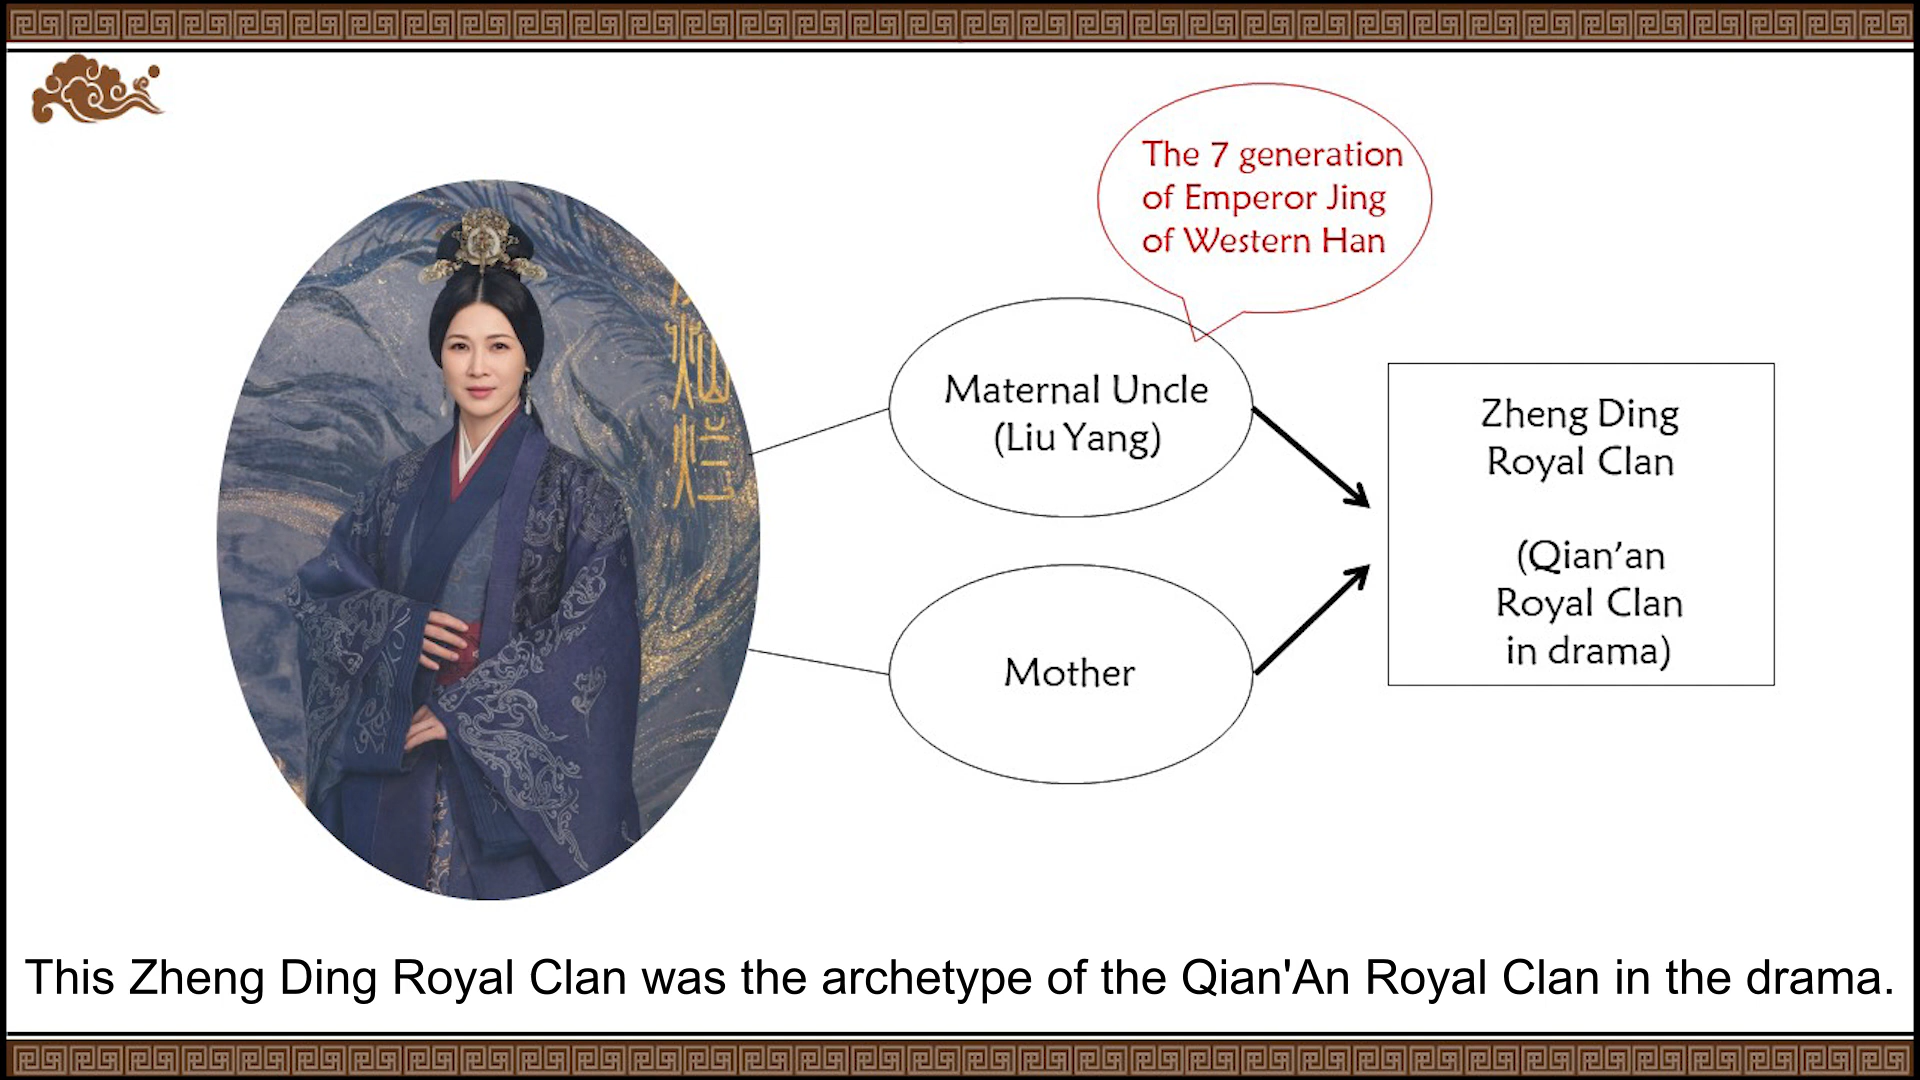 The 7 generation
of Emperor Jing
of Western Han
灿
烂
Maternal Uncle
(Liu Yang)
Mother
Zheng Ding
Royal Clan
(Qian’an
Royal Clan
in drama)
This Zheng Ding Royal Clan was the archetype of the Qian'An Royal Clan in the drama.